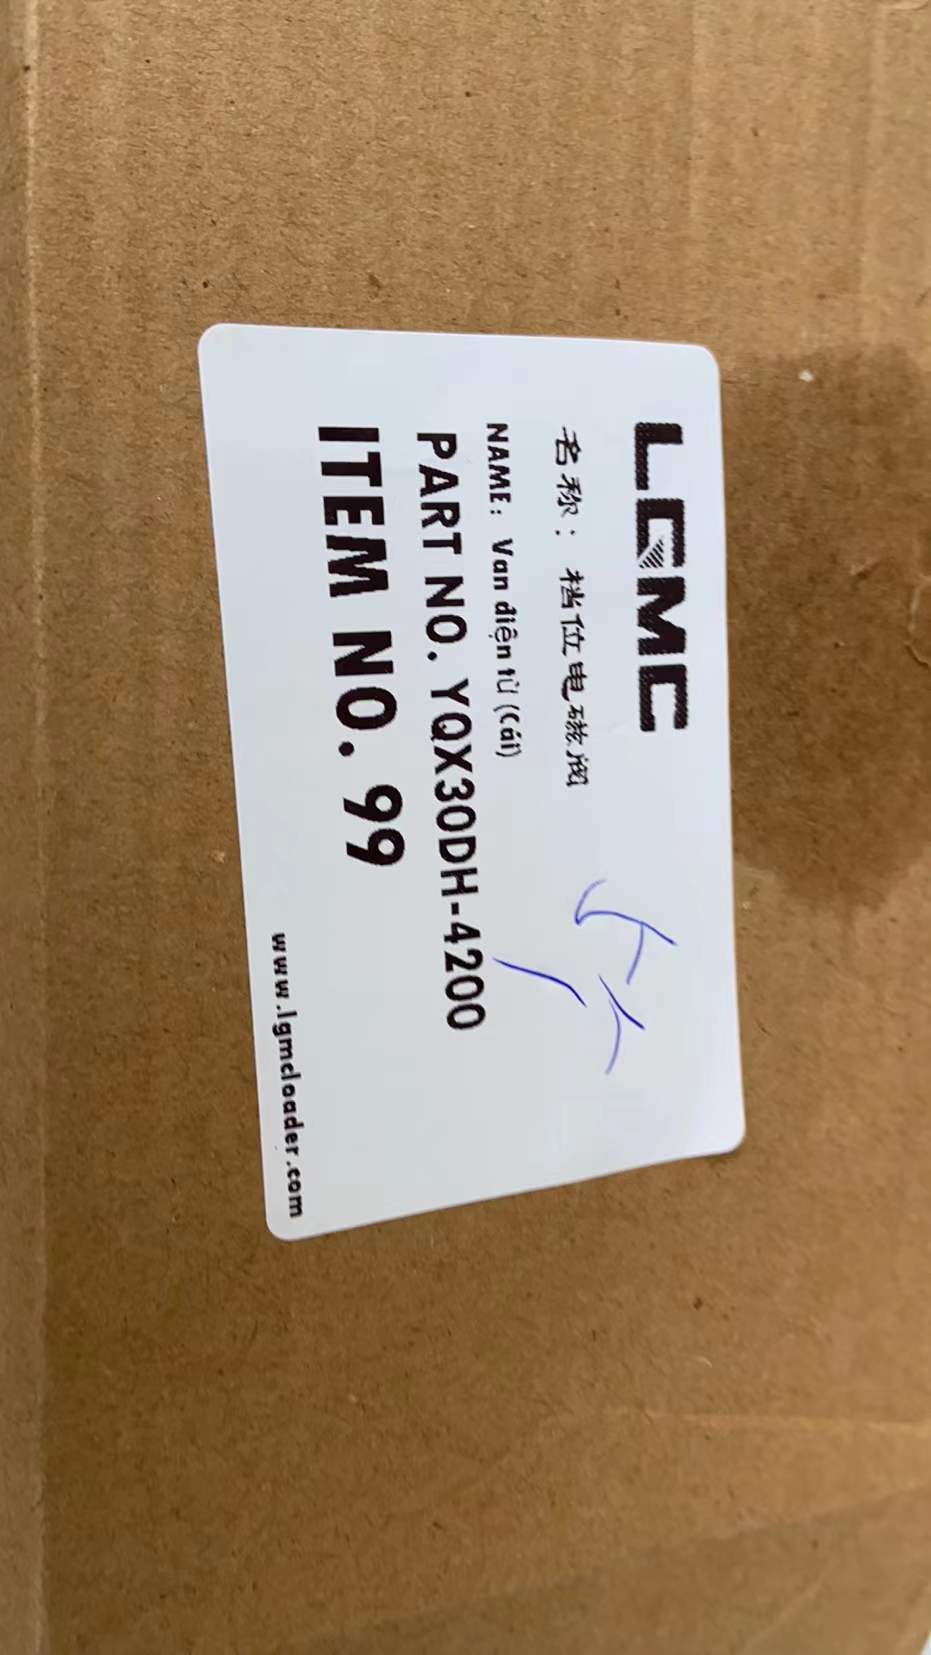 LGMC
名称：档位电磁阀
NAME: Van điện từ (Cái)
PART NO. YQX30DH-4200
ITEM NO. 99
www.lgmcloader.com